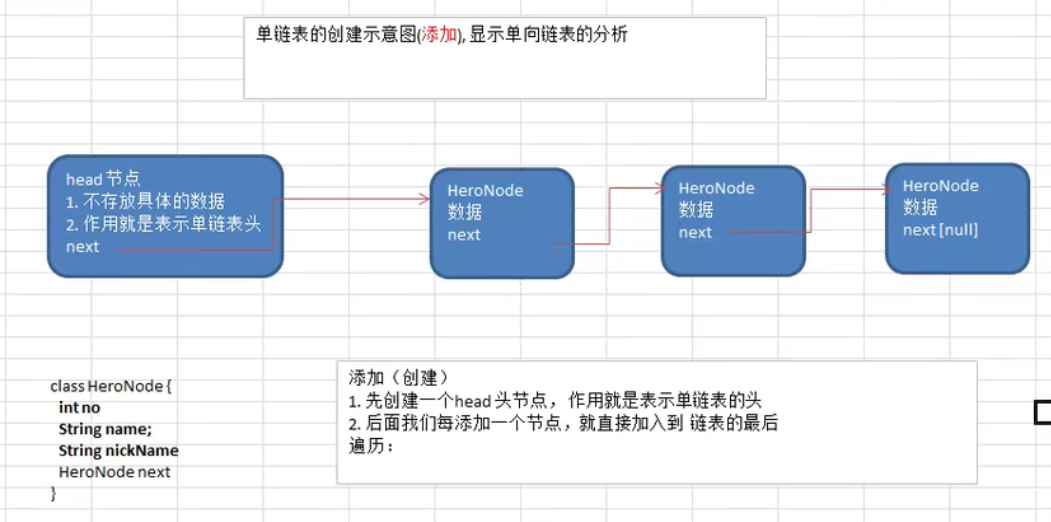 单链表的创建示意图(添加), 显示单向链表的分析
head 节点
1. 不存放具体的数据
2. 作用就是表示单链表头
next
HeroNode
数据
next
HeroNode
数据
next
HeroNode
数据
next [null]
class HeroNode {
int no
String name;
String nickName
HeroNode next
}
添加（创建）
1. 先创建一个head 头节点，作用就是表示单链表的头
2. 后面我们每添加一个节点，就直接加入到 链表的最后
遍历：